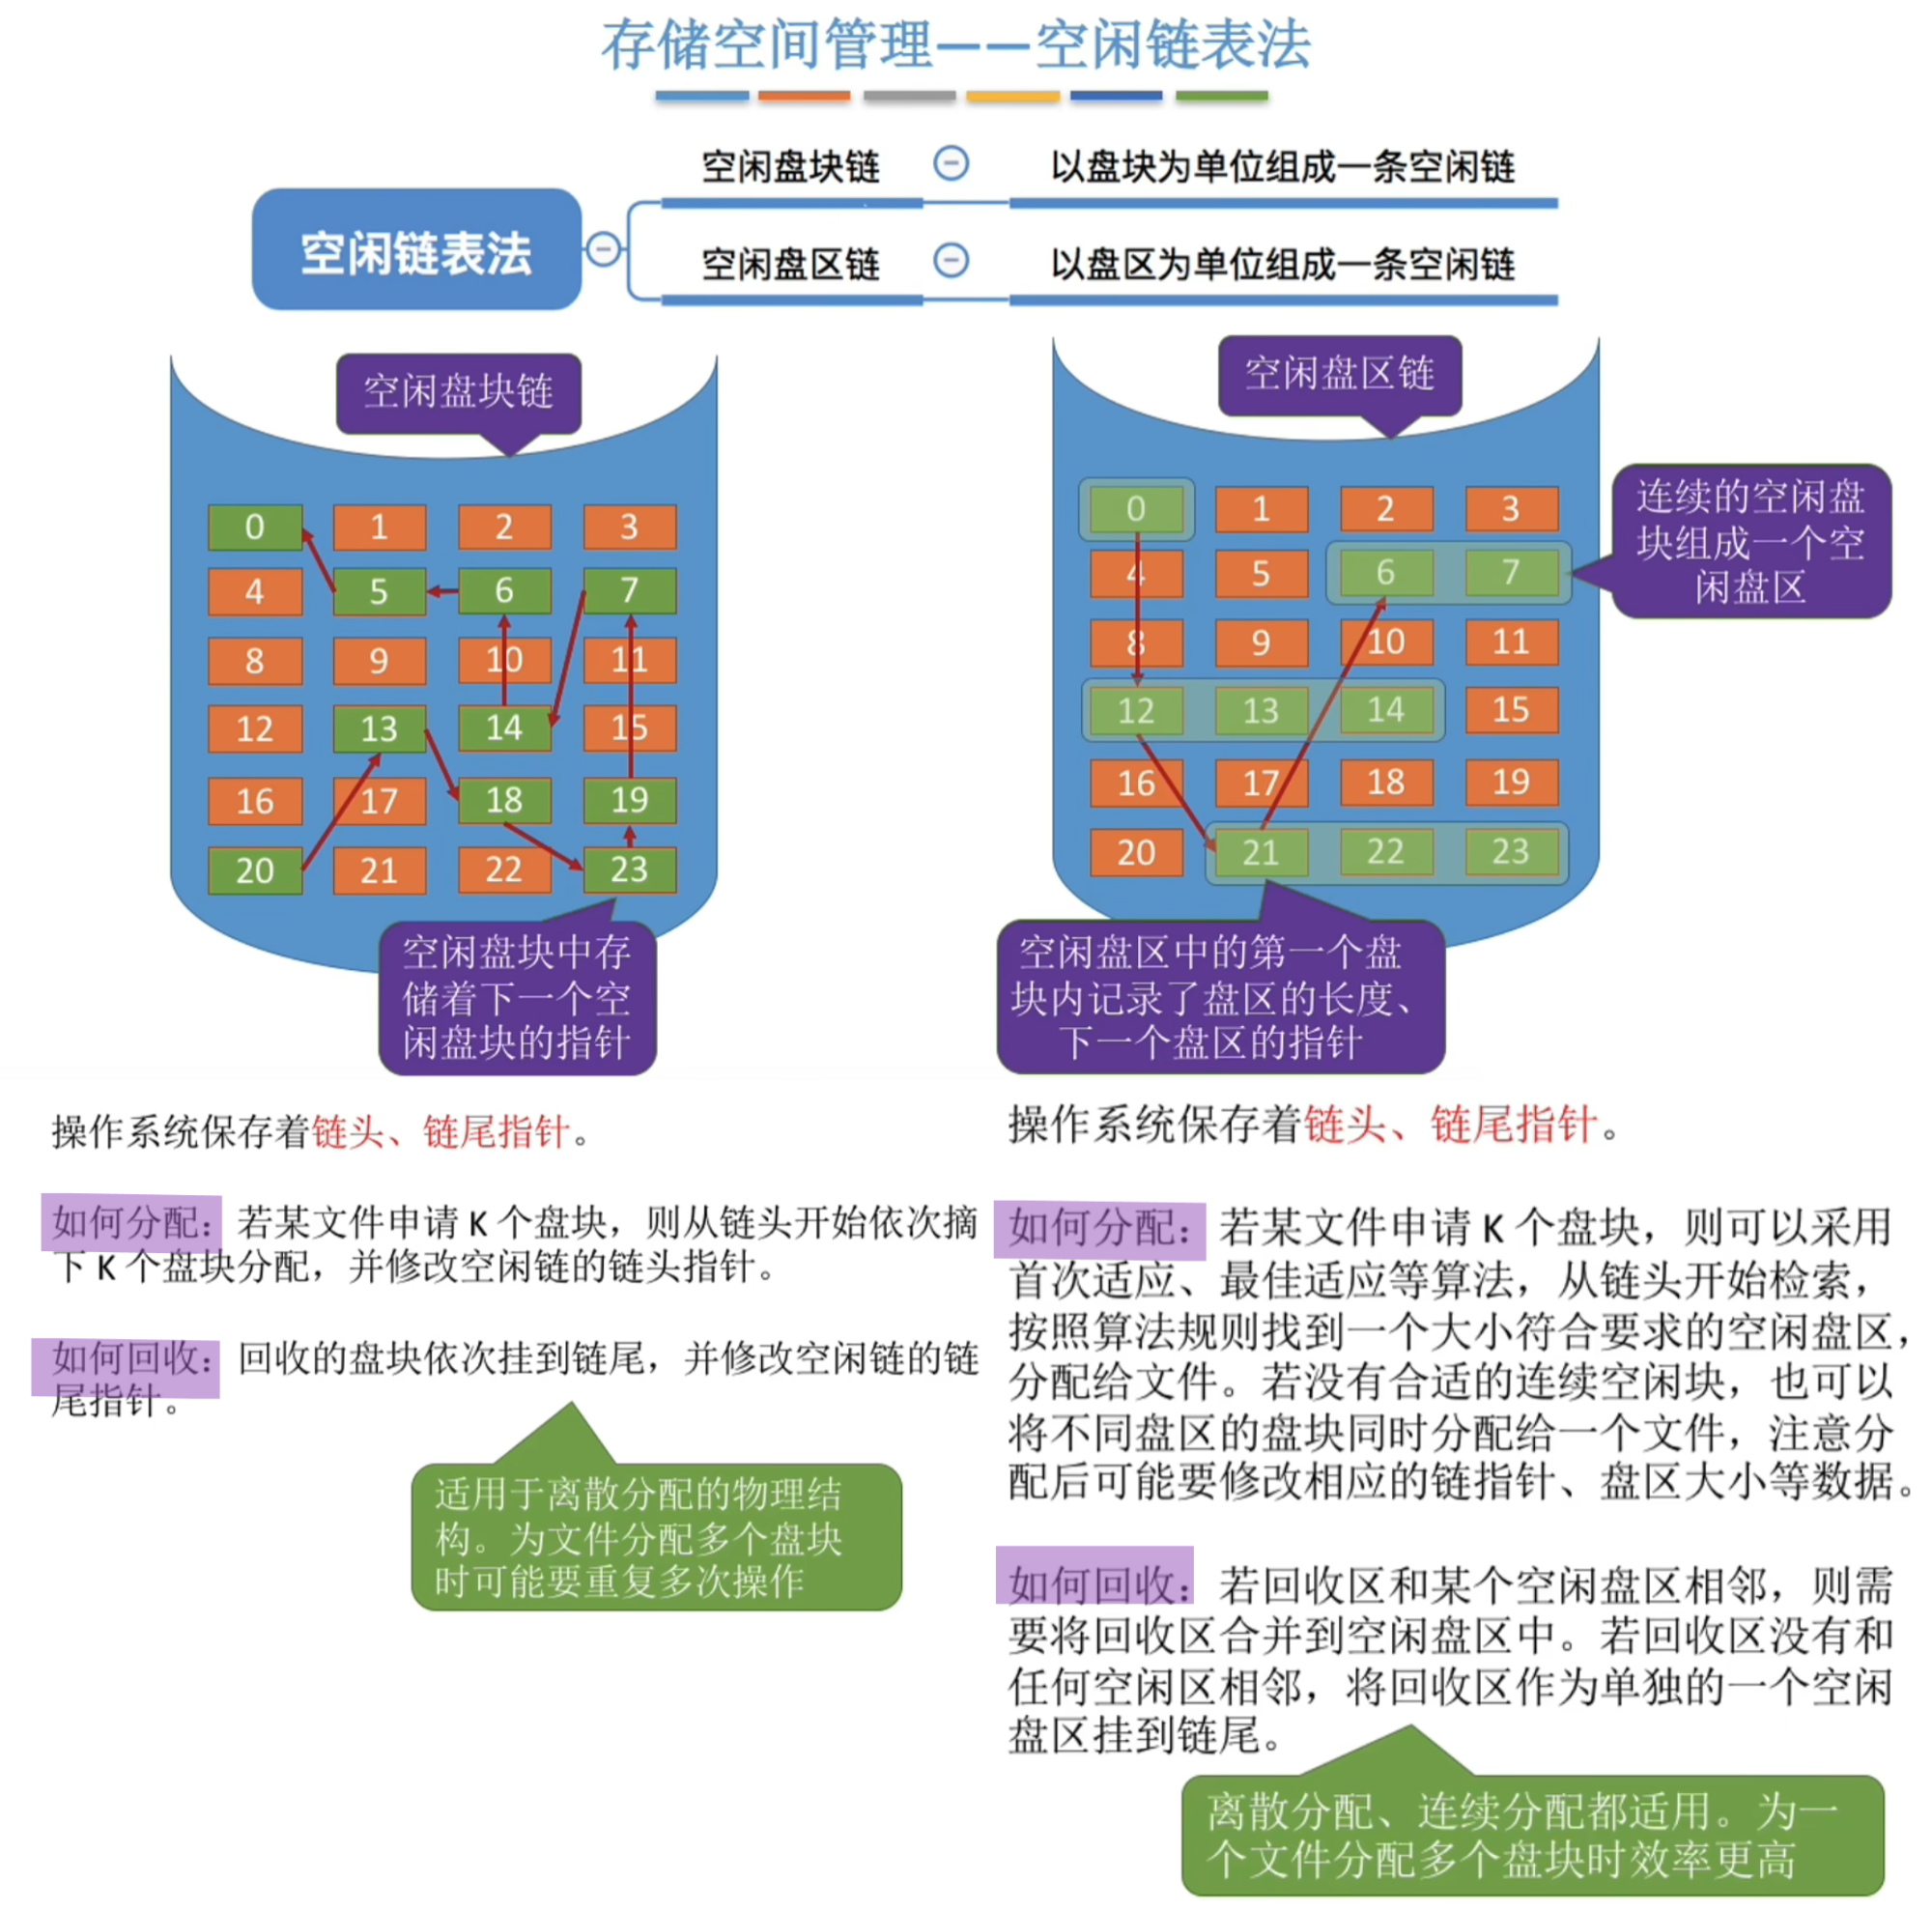 存储空间管理——空闲链表法
空闲链表法
空闲盘块链
以盘块为单位组成一条空闲链
空闲盘区链
以盘区为单位组成一条空闲链
空闲盘块链
0 1 2 3
4 5 6 7
8 9 10 11
12 13 14 15
16 17 18 19
20 21 22 23
空闲盘块中存
储着下一个空
闲盘块的指针
操作系统保存着链头、链尾指针。
如何分配：若某文件申请 K 个盘块，则从链头开始依次摘
下 K 个盘块分配，并修改空闲链的链头指针。
如何回收：回收的盘块依次挂到链尾，并修改空闲链的链
尾指针。
适用于离散分配的物理结
构。为文件分配多个盘块
时可能要重复多次操作
空闲盘区链
0 1 2 3
4 5 6 7
8 9 10 11
12 13 14 15
16 17 18 19
20 21 22 23
连续的空闲盘
块组成一个空
闲盘区
空闲盘区中的第一个盘
块内记录了盘区的长度、
下一个盘区的指针
操作系统保存着链头、链尾指针。
如何分配：若某文件申请 K 个盘块，则可以采用
首次适应、最佳适应等算法，从链头开始检索，
按照算法规则找到一个大小符合要求的空闲盘区，
分配给文件。若没有合适的连续空闲块，也可以
将不同盘区的盘块同时分配给一个文件，注意分
配后可能要修改相应的链指针、盘区大小等数据。
如何回收：若回收区和某个空闲盘区相邻，则需
要将回收区合并到空闲盘区中。若回收区没有和
任何空闲区相邻，将回收区作为单独的一个空闲
盘区挂到链尾。
离散分配、连续分配都适用。为一
个文件分配多个盘块时效率更高